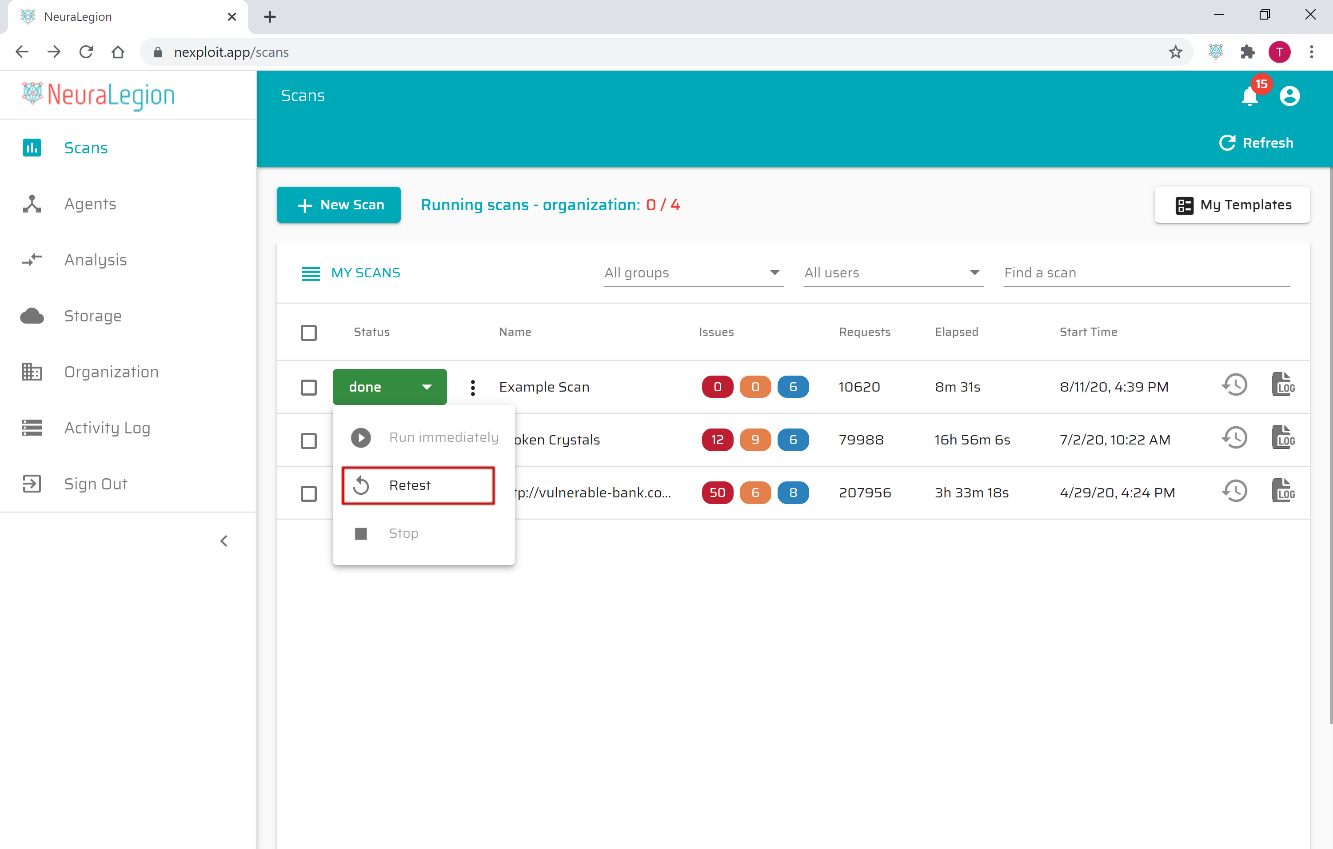 NeuraLegion
nexploit.app/scans
T
NeuraLegion
Scans
15
Refresh
Scans
Agents
Analysis
Storage
Organization
Activity Log
Sign Out
New Scan
Running scans - organization: 0 / 4
My Templates
MY SCANS
All groups
All users
Find a scan
Status Name Issues Requests Elapsed Start Time
done Example Scan 0 0 6 10620 8m 31s 8/11/20, 4:39 PM LOG
Run immediately
oken Crystals 12 9 6 79988 16h 56m 6s 7/2/20, 10:22 AM LOG
Retest
tp://vulnerable-bank.co... 50 6 8 207956 3h 33m 18s 4/29/20, 4:24 PM LOG
Stop